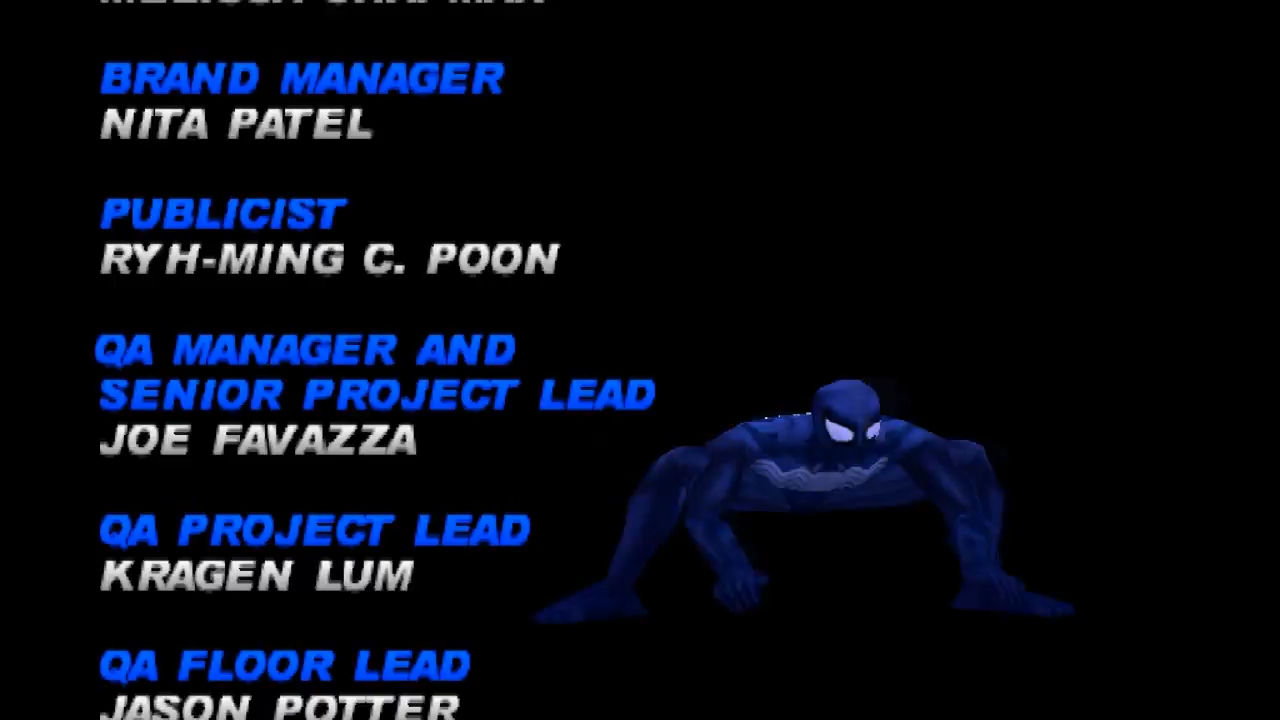 BRAND MANAGER
NITA PATEL
PUBLICIST
RYH-MING C. POON
QA MANAGER AND
SENIOR PROJECT LEAD
JOE FAVAZZA
QA PROJECT LEAD
KRAGEN LUM
QA FLOOR LEAD
JASON POTTER